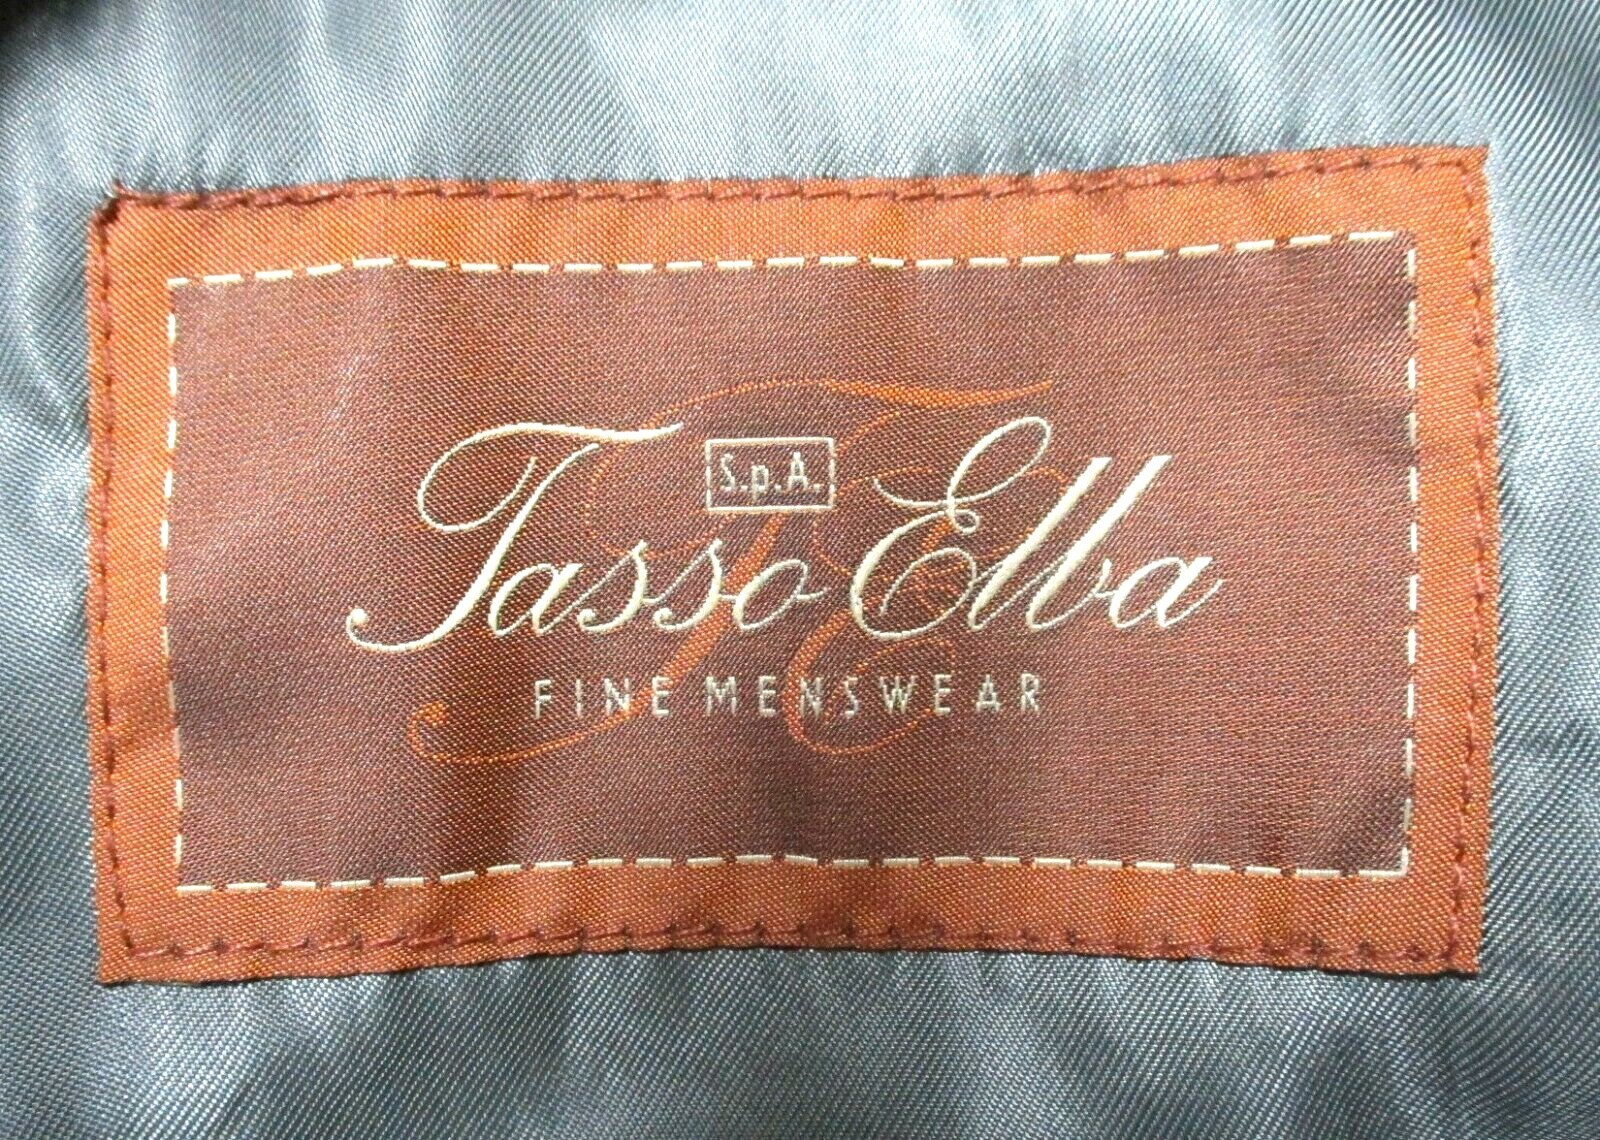 S.p.A.
Tasso Elba
FINE MENSWEAR